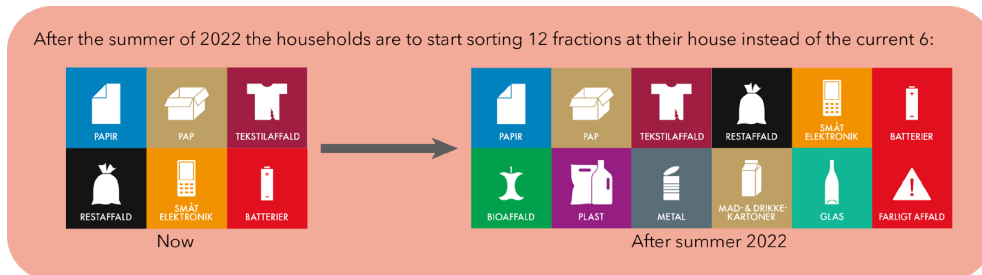 After the summer of 2022 the households are to start sorting 12 fractions at their house instead of the current 6:
PAPIR
PAP
TEKSTILAFFALD
RESTAFFALD
SMÅT
ELEKTRONIK
BATTERIER
Now
PAPIR
PAP
TEKSTILAFFALD
RESTAFFALD
SMÅT
ELEKTRONIK
BATTERIER
BIOAFFALD
PLAST
METAL
MAD- & DRIKKE-
KARTONER
GLAS
FARLIGT AFFALD
After summer 2022